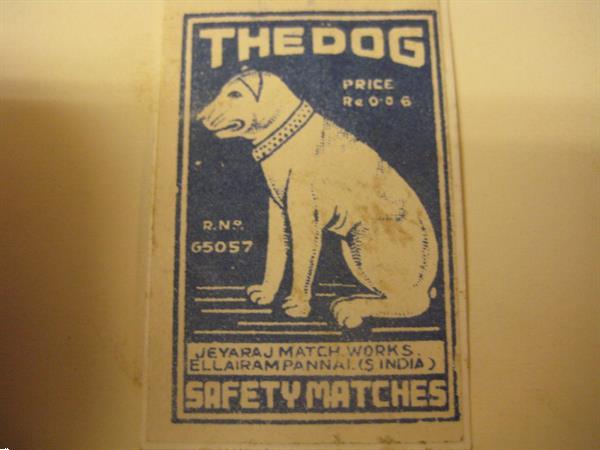 THE DOG
PRICE
Re 0-0-6
R.No.
65057
JEYARAJ MATCH WORKS.
ELLAIRAMPANNAI. (S INDIA)
SAFETY MATCHES